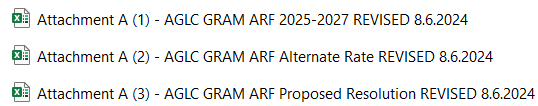 Attachment A (1) - AGLC GRAM ARF 2025-2027 REVISED 8.6.2024
Attachment A (2) - AGLC GRAM ARF Alternate Rate REVISED 8.6.2024
Attachment A (3) - AGLC GRAM ARF Proposed Resolution REVISED 8.6.2024